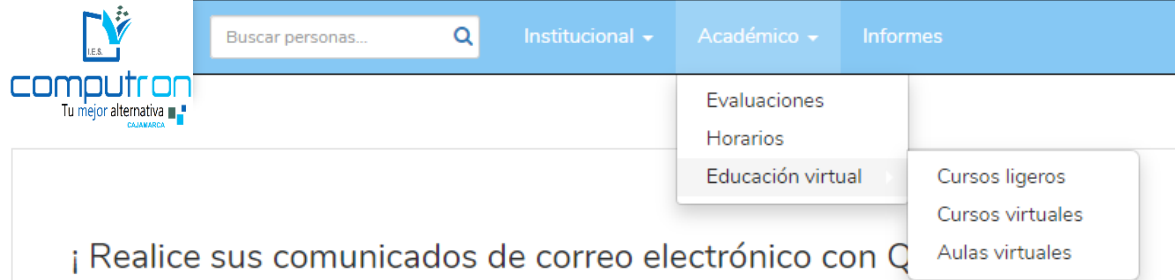 I.E.S.
computron
Tu mejor alternativa
CAJAMARCA
Buscar personas...
Institucional
Académico
Informes
Evaluaciones
Horarios
Educación virtual
Cursos ligeros
Cursos virtuales
Aulas virtuales
¡ Realice sus comunicados de correo electrónico con Q